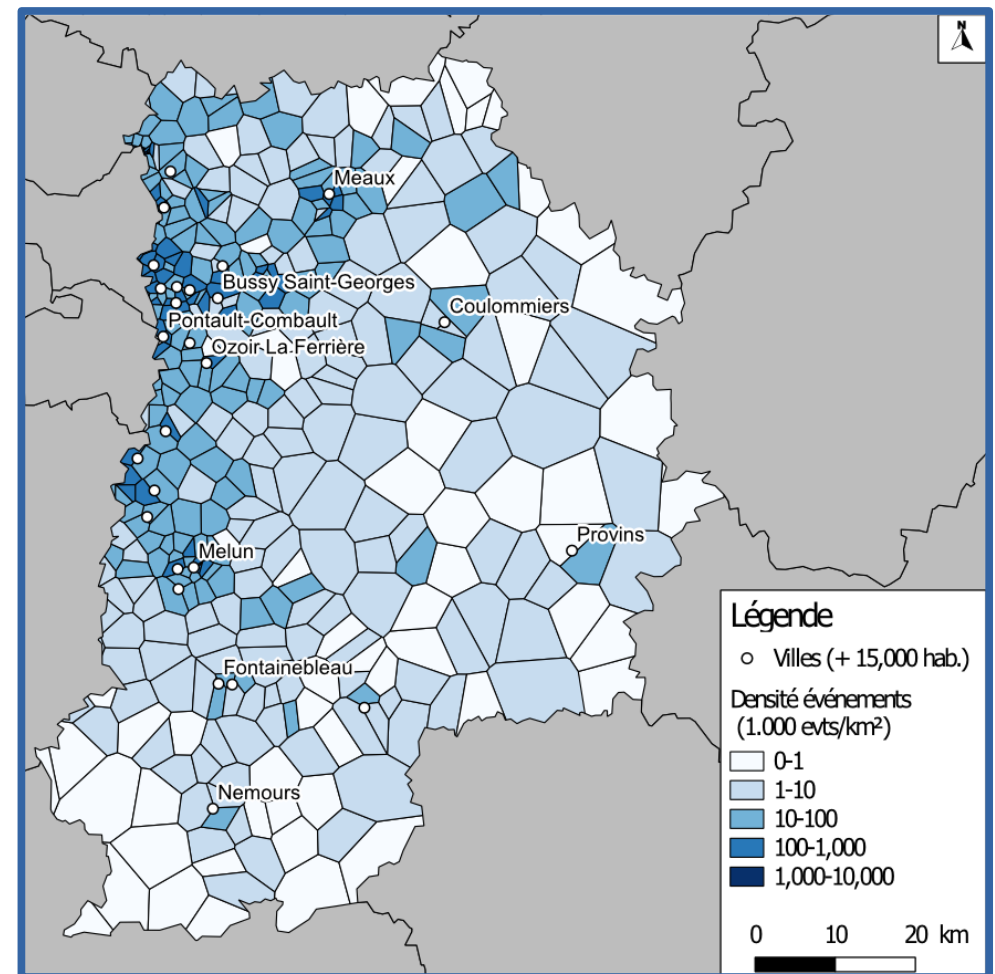 N
Meaux
Bussy Saint-Georges
Coulommiers
Pontault-Combault
Ozoir La Ferrière
Provins
Melun
Fontainebleau
Nemours
Légende
Villes (+ 15,000 hab.)
Densité événements
(1.000 evts/km²)
0-1
1-10
10-100
100-1,000
1,000-10,000
0 10 20 km